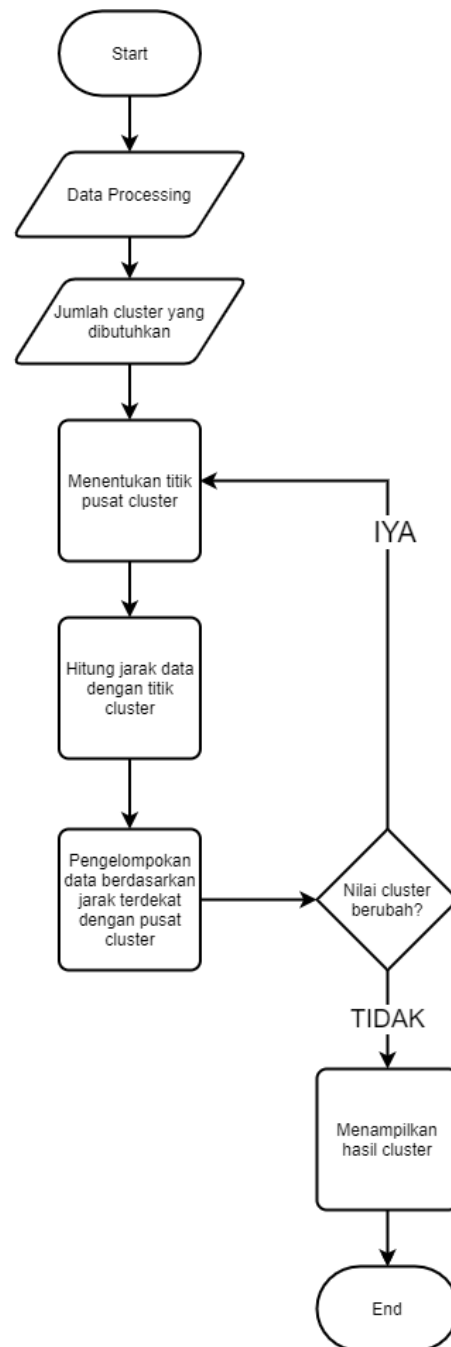 Start
Data Processing
Jumlah cluster yang
dibutuhkan
Menentukan titik
pusat cluster
IYA
Hitung jarak data
dengan titik
cluster
Pengelompokan
data berdasarkan
jarak terdekat
dengan pusat
cluster
Nilai cluster
berubah?
TIDAK
Menampilkan
hasil cluster
End